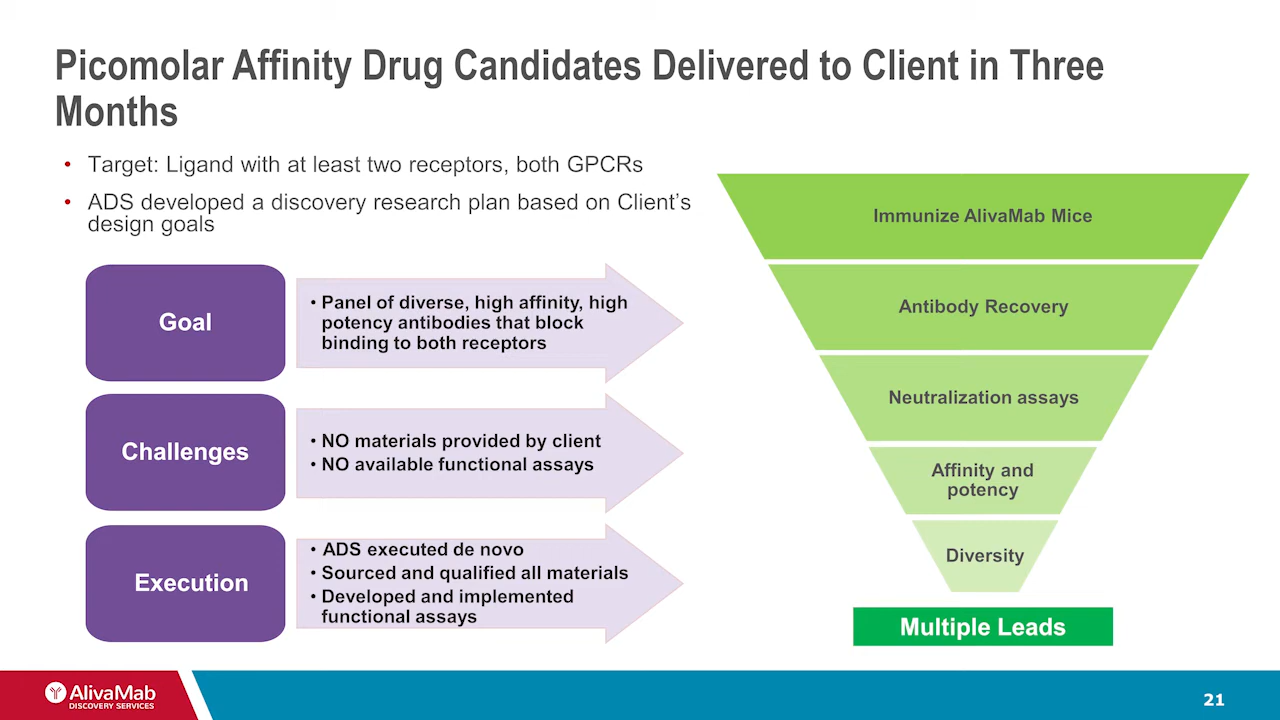 Picomolar Affinity Drug Candidates Delivered to Client in Three
Months
• Target: Ligand with at least two receptors, both GPCRs
• ADS developed a discovery research plan based on Client’s
design goals
Goal
• Panel of diverse, high affinity, high
potency antibodies that block
binding to both receptors
Challenges
• NO materials provided by client
• NO available functional assays
Execution
• ADS executed de novo
• Sourced and qualified all materials
• Developed and implemented
functional assays
Immunize AlivaMab Mice
Antibody Recovery
Neutralization assays
Affinity and
potency
Diversity
Multiple Leads
AlivaMab
DISCOVERY SERVICES
21